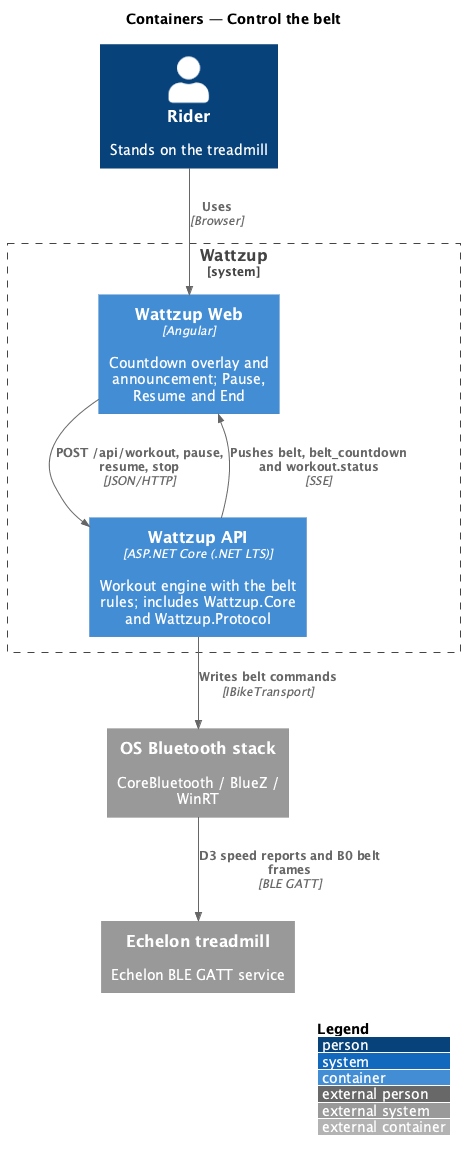 Containers — Control the belt
Rider
Stands on the treadmill
Uses
[Browser]
Wattzup
[system]
Wattzup Web
[Angular]
Countdown overlay and
announcement; Pause,
Resume and End
POST /api/workout, pause,
resume, stop
[JSON/HTTP]
Pushes belt, belt_countdown
and workout.status
[SSE]
Wattzup API
[ASP.NET Core (.NET LTS)]
Workout engine with the belt
rules; includes Wattzup.Core
and Wattzup.Protocol
Writes belt commands
[IBikeTransport]
OS Bluetooth stack
CoreBluetooth / BlueZ /
WinRT
D3 speed reports and B0 belt
frames
[BLE GATT]
Echelon treadmill
Echelon BLE GATT service
Legend
person
system
container
external person
external system
external container